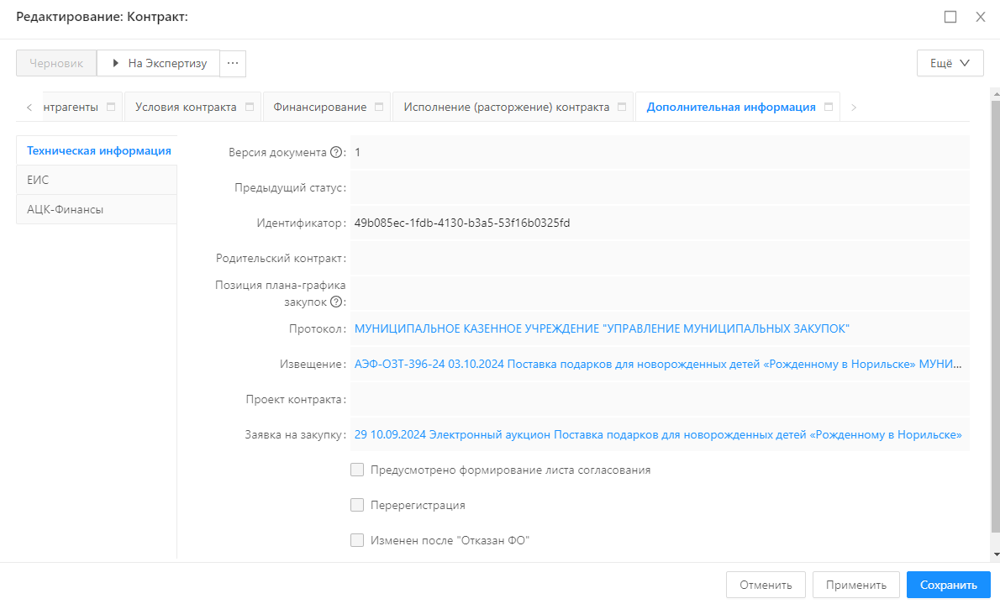 Редактирование: Контракт:
Черновик
На Экспертизу
...
Ещё
нтрагенты
Условия контракта
Финансирование
Исполнение (расторжение) контракта
Дополнительная информация
Техническая информация
ЕИС
АЦК-Финансы
Версия документа ?: 1
Предыдущий статус:
Идентификатор: 49b085ec-1fdb-4130-b3a5-53f16b0325fd
Родительский контракт:
Позиция плана-графика
закупок ?:
Протокол: МУНИЦИПАЛЬНОЕ КАЗЕННОЕ УЧРЕЖДЕНИЕ "УПРАВЛЕНИЕ МУНИЦИПАЛЬНЫХ ЗАКУПОК"
Извещение: АЭФ-ОЗТ-396-24 03.10.2024 Поставка подарков для новорожденных детей «Рожденному в Норильске» МУНИ...
Проект контракта:
Заявка на закупку: 29 10.09.2024 Электронный аукцион Поставка подарков для новорожденных детей «Рожденному в Норильске»
Предусмотрено формирование листа согласования
Перерегистрация
Изменен после "Отказан ФО"
Отменить
Применить
Сохранить